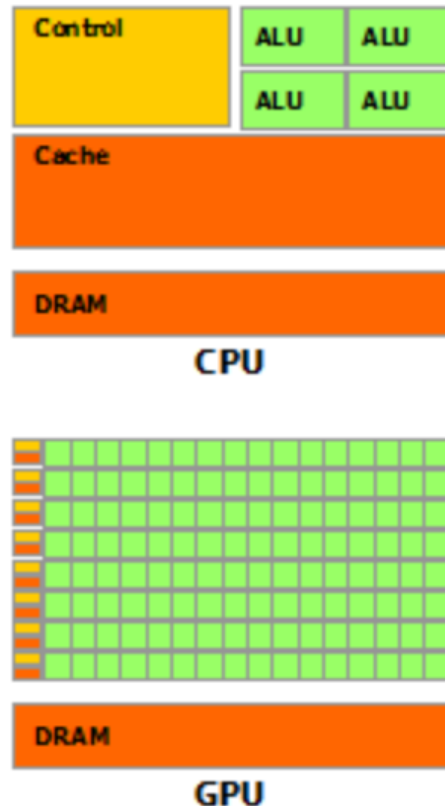 Control
ALU ALU
ALU ALU
Cache
DRAM
CPU
DRAM
GPU